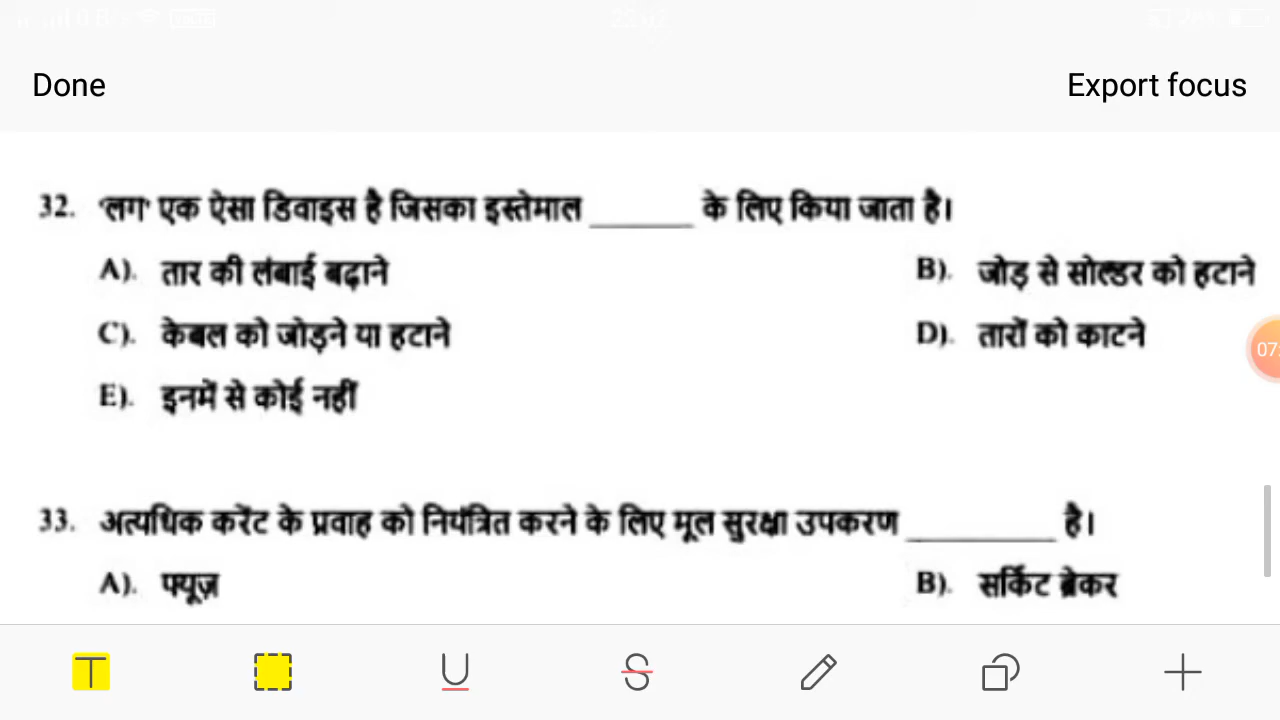 Done
Export focus
32. 'लग' एक ऐसा डिवाइस है जिसका इस्तेमाल ______ के लिए किया जाता है।
A). तार की लंबाई बढ़ाने
B). जोड़ से सोल्डर को हटाने
C). केबल को जोड़ने या हटाने
D). तारों को काटने
E). इनमें से कोई नहीं
07:
33. अत्यधिक करेंट के प्रवाह को नियंत्रित करने के लिए मूल सुरक्षा उपकरण ________ है।
A). फ्यूज़
B). सर्किट ब्रेकर
T
U
S